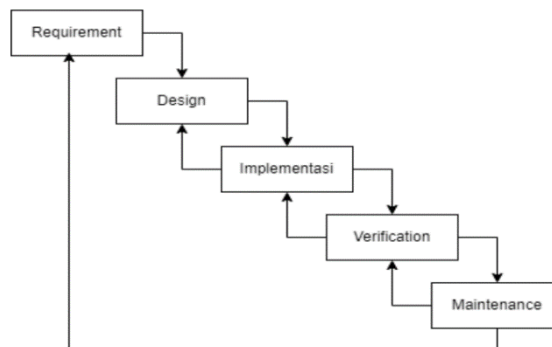 Requirement
Design
Implementasi
Verification
Maintenance